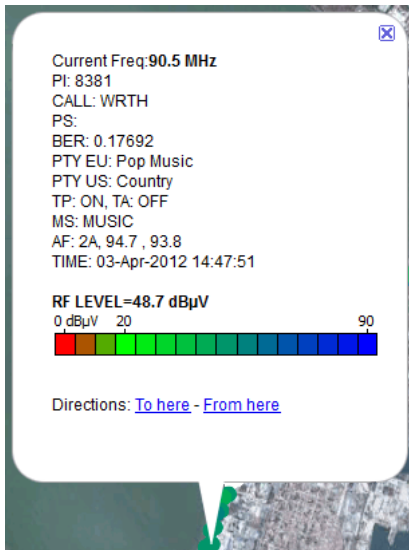 Current Freq:90.5 MHz
PI: 8381
CALL: WRTH
PS:
BER: 0.17692
PTY EU: Pop Music
PTY US: Country
TP: ON, TA: OFF
MS: MUSIC
AF: 2A, 94.7 , 93.8
TIME: 03-Apr-2012 14:47:51
RF LEVEL=48.7 dBµV
0 dBµV 20 90
Directions: To here - From here